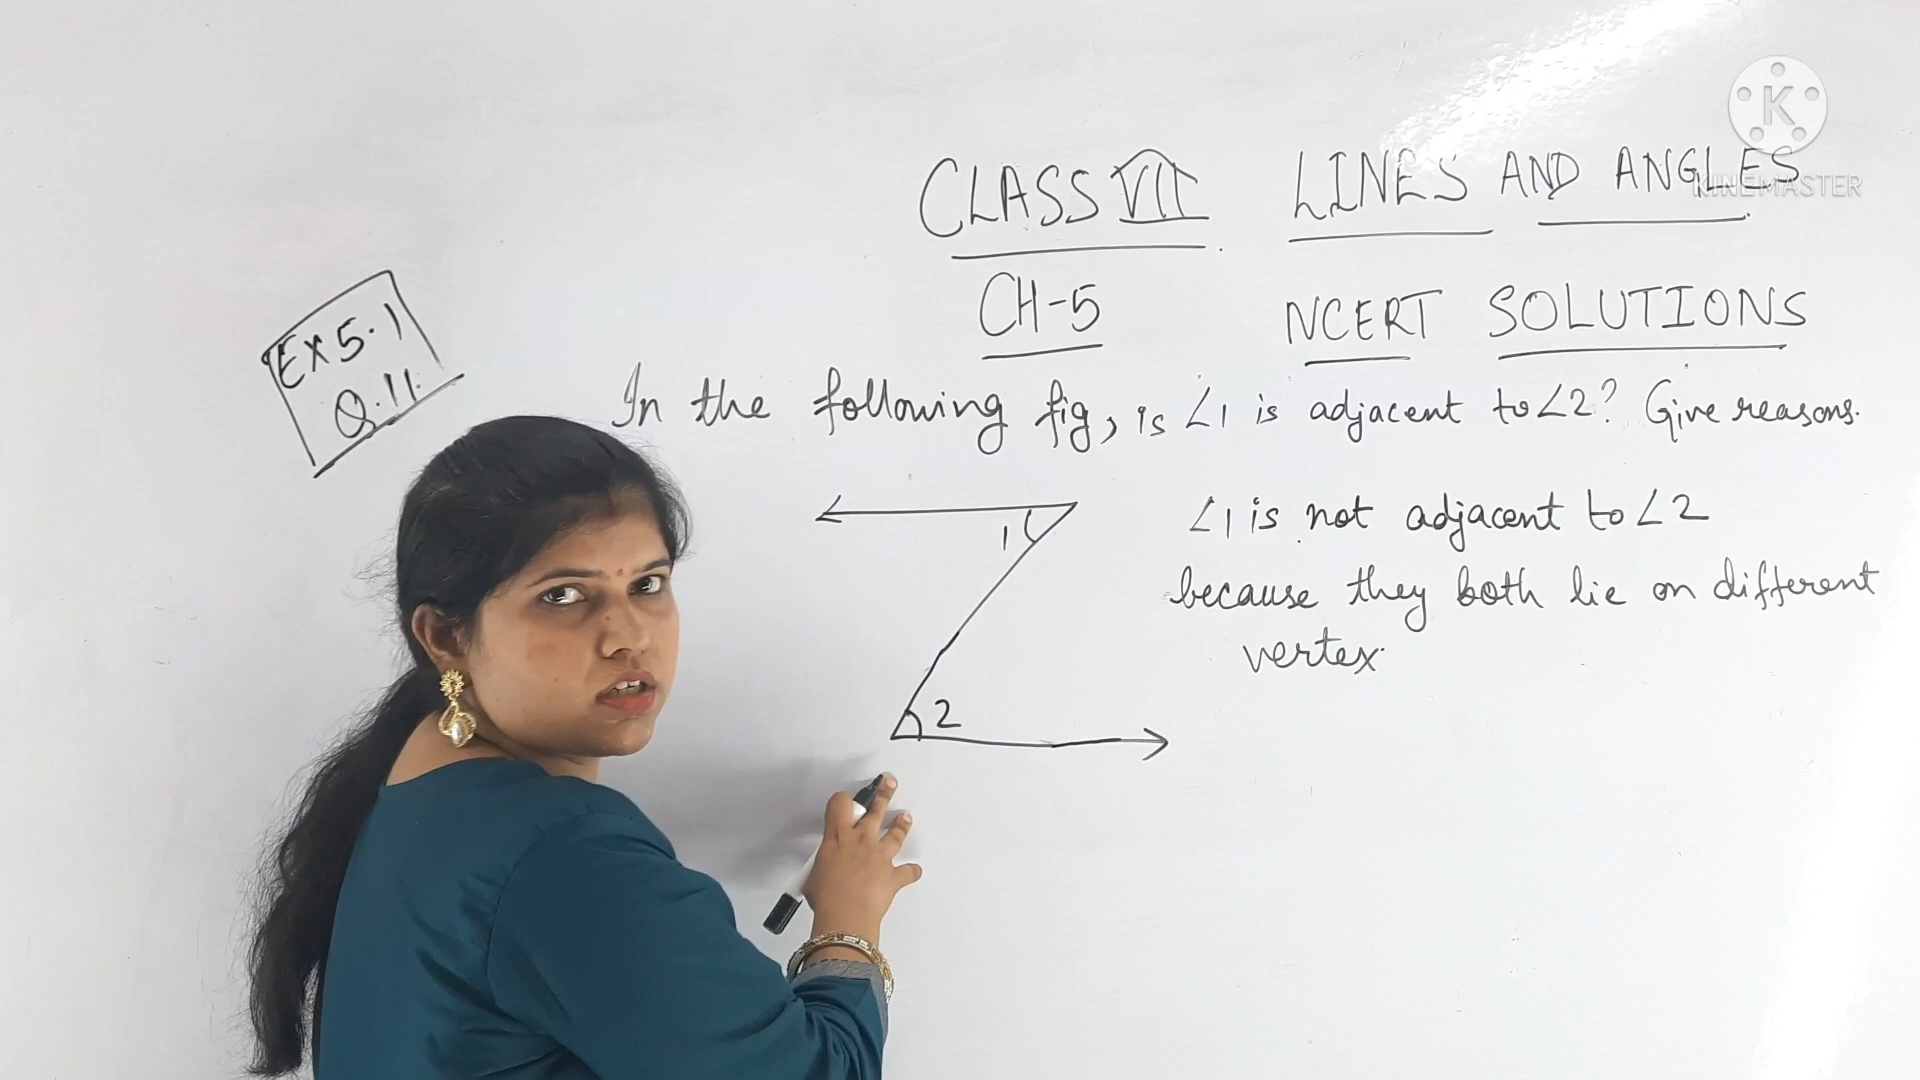 CLASS VII LINES AND ANGLES
K
KINEMASTER
CH-5 NCERT SOLUTIONS
EX 5.1
Q.11.
In the following fig, is ∠1 is adjacent to ∠2? Give reasons.
∠1 is not adjacent to ∠2
because they both lie on different
vertex.
1
2